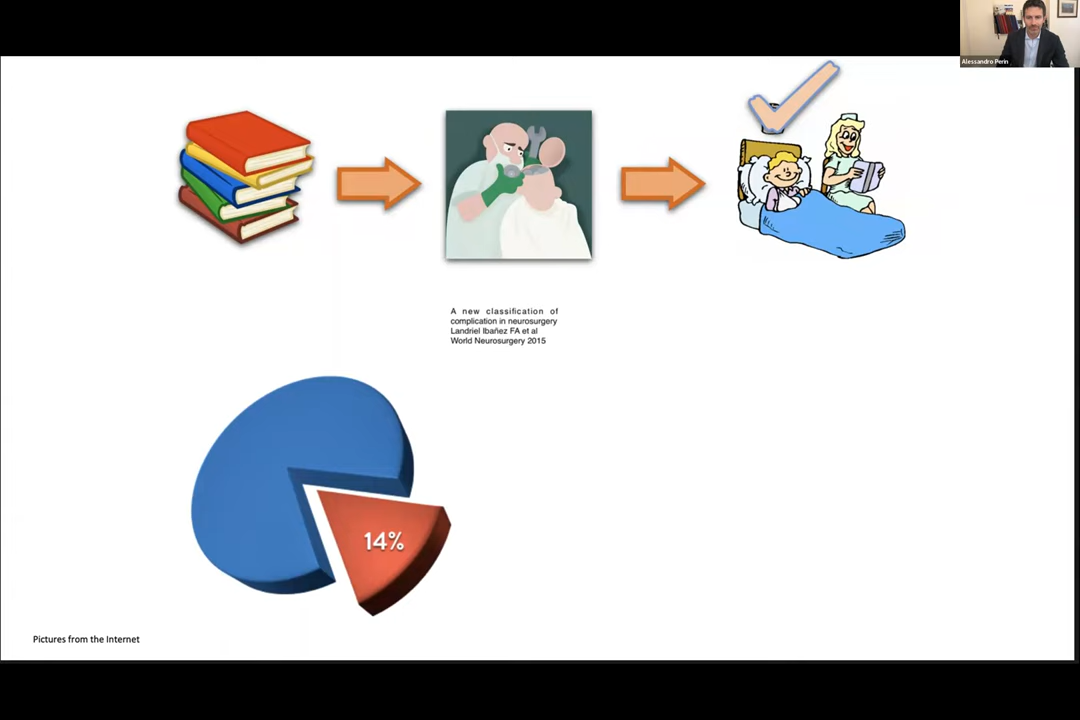 Alessandro Perin
A new classification of
complication in neurosurgery
Landriel Ibañez FA et al
World Neurosurgery 2015
14%
Pictures from the Internet